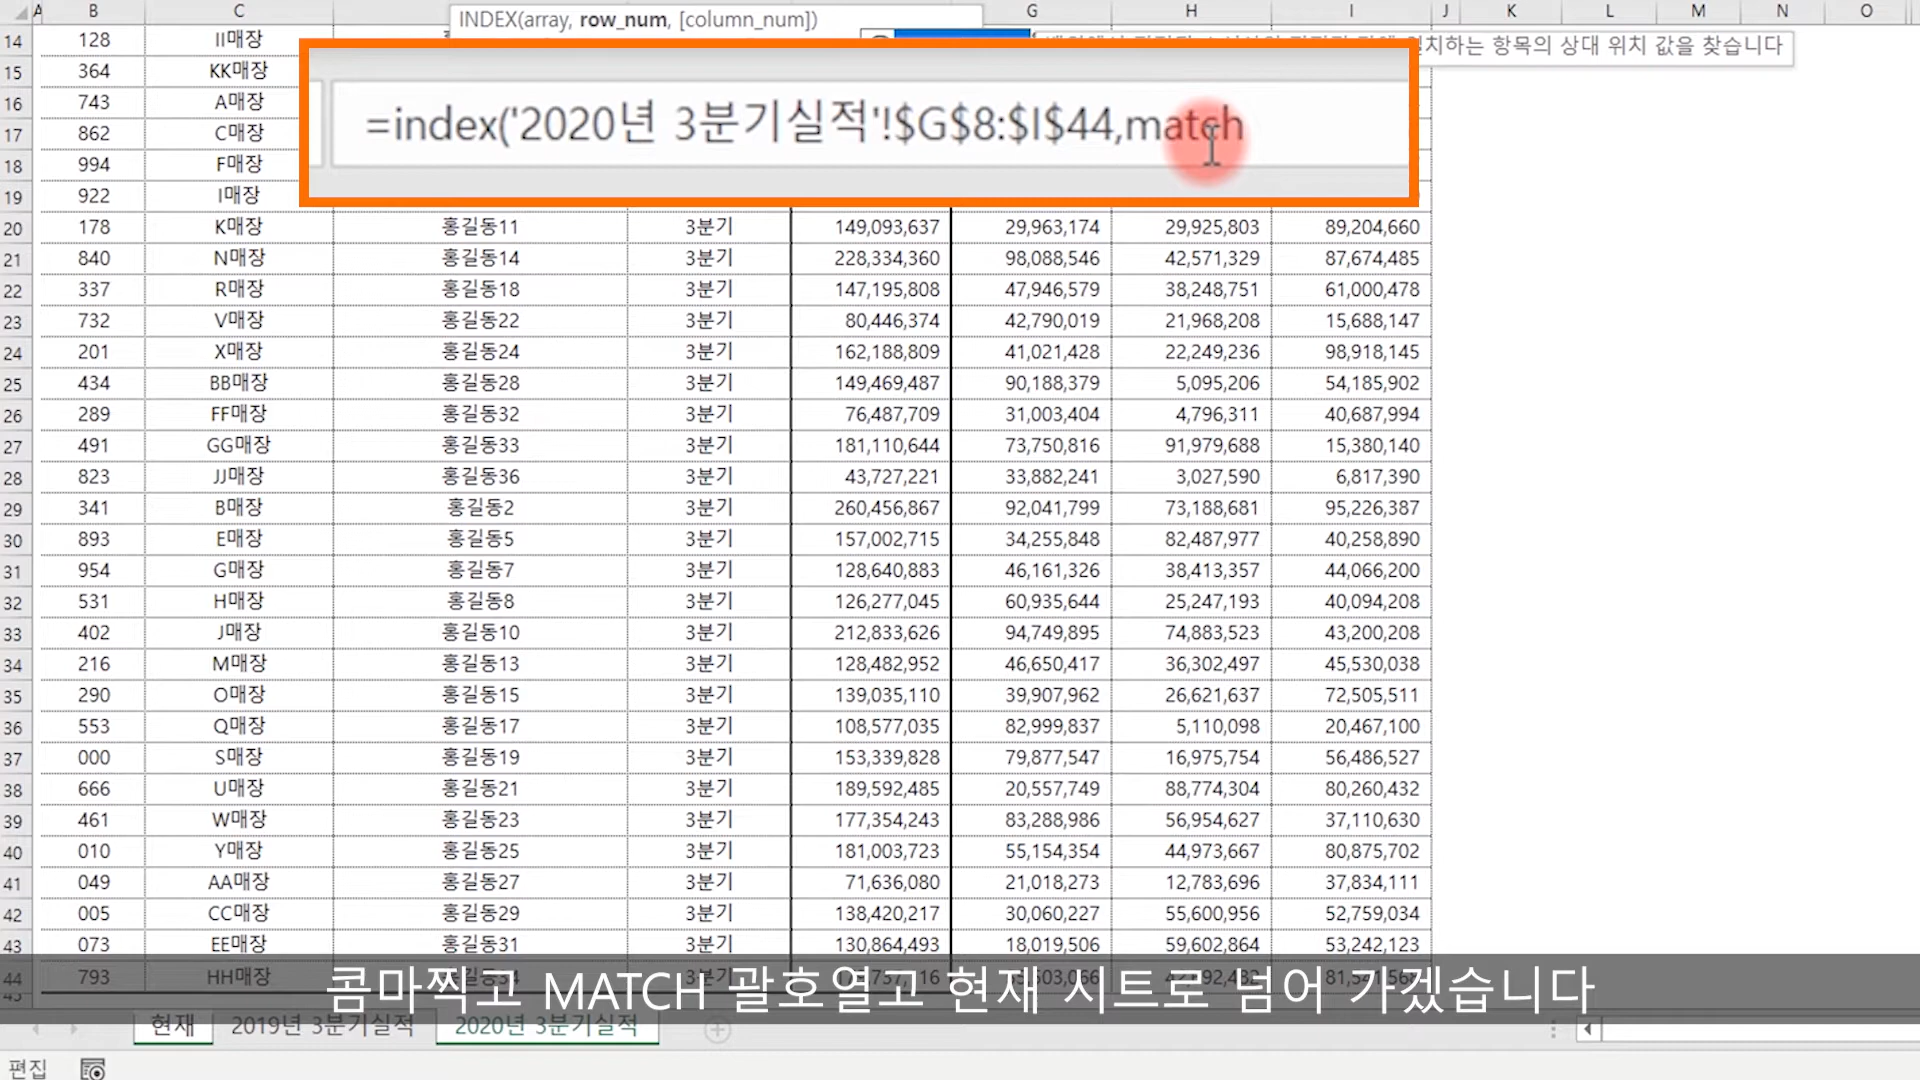 A B C G H I J K L M N O
INDEX(array, row_num, [column_num])
치하는 항목의 상대 위치 값을 찾습니다
=index('2020년 3분기실적'!$G$8:$I$44,match
14 128 II매장
15 364 KK매장
16 743 A매장
17 862 C매장
18 994 F매장
19 922 I매장
20 178 K매장 홍길동11 3분기 149,093,637 29,963,174 29,925,803 89,204,660
21 840 N매장 홍길동14 3분기 228,334,360 98,088,546 42,571,329 87,674,485
22 337 R매장 홍길동18 3분기 147,195,808 47,946,579 38,248,751 61,000,478
23 732 V매장 홍길동22 3분기 80,446,374 42,790,019 21,968,208 15,688,147
24 201 X매장 홍길동24 3분기 162,188,809 41,021,428 22,249,236 98,918,145
25 434 BB매장 홍길동28 3분기 149,469,487 90,188,379 5,095,206 54,185,902
26 289 FF매장 홍길동32 3분기 76,487,709 31,003,404 4,796,311 40,687,994
27 491 GG매장 홍길동33 3분기 181,110,644 73,750,816 91,979,688 15,380,140
28 823 JJ매장 홍길동36 3분기 43,727,221 33,882,241 3,027,590 6,817,390
29 341 B매장 홍길동2 3분기 260,456,867 92,041,799 73,188,681 95,226,387
30 893 E매장 홍길동5 3분기 157,002,715 34,255,848 82,487,977 40,258,890
31 954 G매장 홍길동7 3분기 128,640,883 46,161,326 38,413,357 44,066,200
32 531 H매장 홍길동8 3분기 126,277,045 60,935,644 25,247,193 40,094,208
33 402 J매장 홍길동10 3분기 212,833,626 94,749,895 74,883,523 43,200,208
34 216 M매장 홍길동13 3분기 128,482,952 46,650,417 36,302,497 45,530,038
35 290 O매장 홍길동15 3분기 139,035,110 39,907,962 26,621,637 72,505,511
36 553 Q매장 홍길동17 3분기 108,577,035 82,999,837 5,110,098 20,467,100
37 000 S매장 홍길동19 3분기 153,339,828 79,877,547 16,975,754 56,486,527
38 666 U매장 홍길동21 3분기 189,592,485 20,557,749 88,774,304 80,260,432
39 461 W매장 홍길동23 3분기 177,354,243 83,288,986 56,954,627 37,110,630
40 010 Y매장 홍길동25 3분기 181,003,723 55,154,354 44,973,667 80,875,702
41 049 AA매장 홍길동27 3분기 71,636,080 21,018,273 12,783,696 37,834,111
42 005 CC매장 홍길동29 3분기 138,420,217 30,060,227 55,600,956 52,759,034
43 073 EE매장 홍길동31 3분기 130,864,493 18,019,506 59,602,864 53,242,123
44 793 HH매장
콤마찍고 MATCH 괄호열고 현재 시트로 넘어 가겠습니다
현재 2019년 3분기실적 2020년 3분기실적
편집